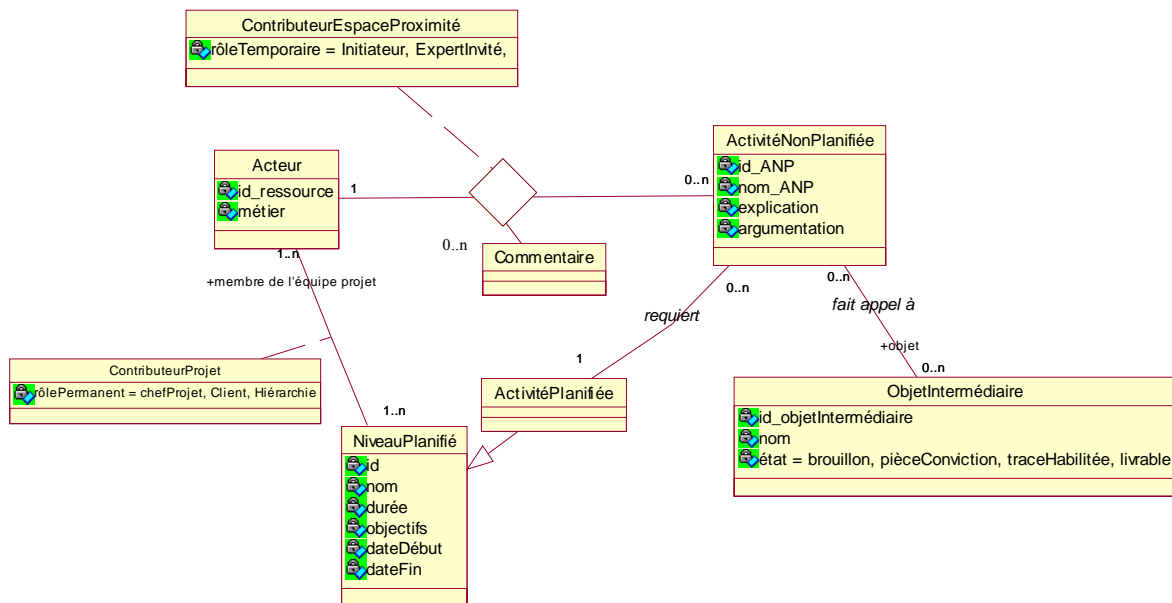 ContributeurEspaceProximité
rôleTemporaire = Initiateur, ExpertInvité,
Acteur
id_ressource
métier
1
0..n
ActivitéNonPlanifiée
id_ANP
nom_ANP
explication
argumentation
0..n
Commentaire
1..n
+membre de l'équipe projet
0..n
requiert
0..n
fait appel à
+objet
0..n
1
ContributeurProjet
rôlePermanent = chefProjet, Client, Hiérarchie
ActivitéPlanifiée
ObjetIntermédiaire
id_objetIntermédiaire
nom
état = brouillon, pièceConviction, traceHabilitée, livrable
1..n
NiveauPlanifié
id
nom
durée
objectifs
dateDébut
dateFin